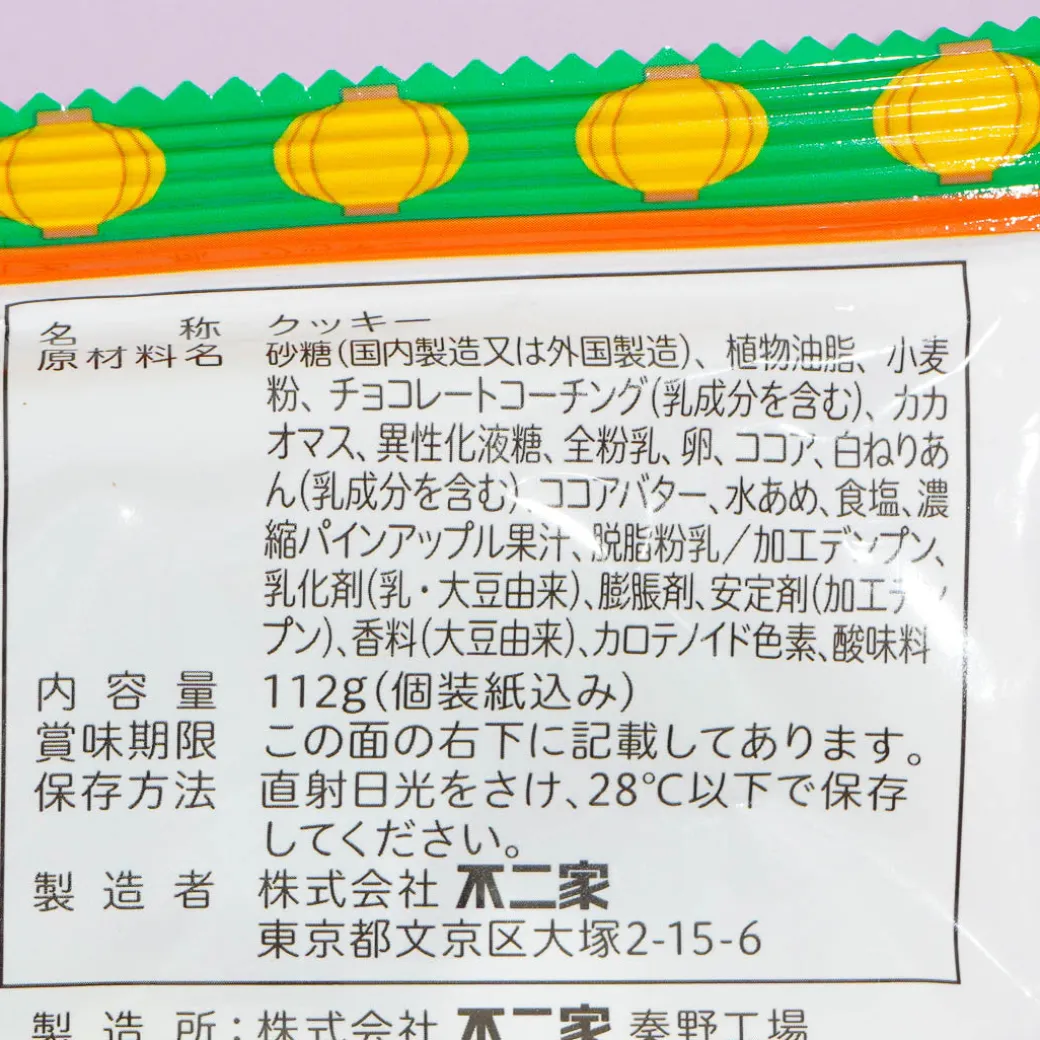 名称 クッキー
原材料名 砂糖(国内製造又は外国製造)、植物油脂、小麦
粉、チョコレートコーチング(乳成分を含む)、カカ
オマス、異性化液糖、全粉乳、卵、ココア、白ねりあ
ん(乳成分を含む)、ココアバター、水あめ、食塩、濃
縮パインアップル果汁、脱脂粉乳/加工デンプン、
乳化剤(乳・大豆由来)、膨脹剤、安定剤(加工デン
プン)、香料(大豆由来)、カロテノイド色素、酸味料
内容量 112g(個装紙込み)
賞味期限 この面の右下に記載してあります。
保存方法 直射日光をさけ、28℃以下で保存
してください。
製造者 株式会社 不二家
東京都文京区大塚2-15-6
製造所:株式会社 不二家 秦野工場